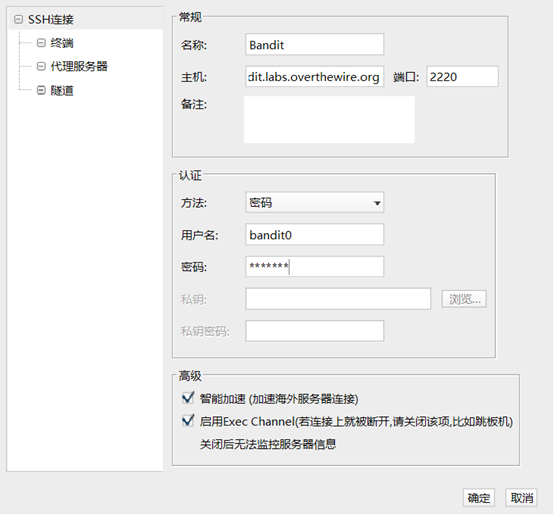 SSH连接
终端
代理服务器
隧道
常规
名称: Bandit
主机: dit.labs.overthewire.org 端口: 2220
备注:
认证
方法: 密码
用户名: bandit0
密码: *******
私钥: 浏览...
私钥密码:
高级
智能加速 (加速海外服务器连接)
启用Exec Channel(若连接上就被断开,请关闭该项,比如跳板机)
关闭后无法监控服务器信息
确定 取消